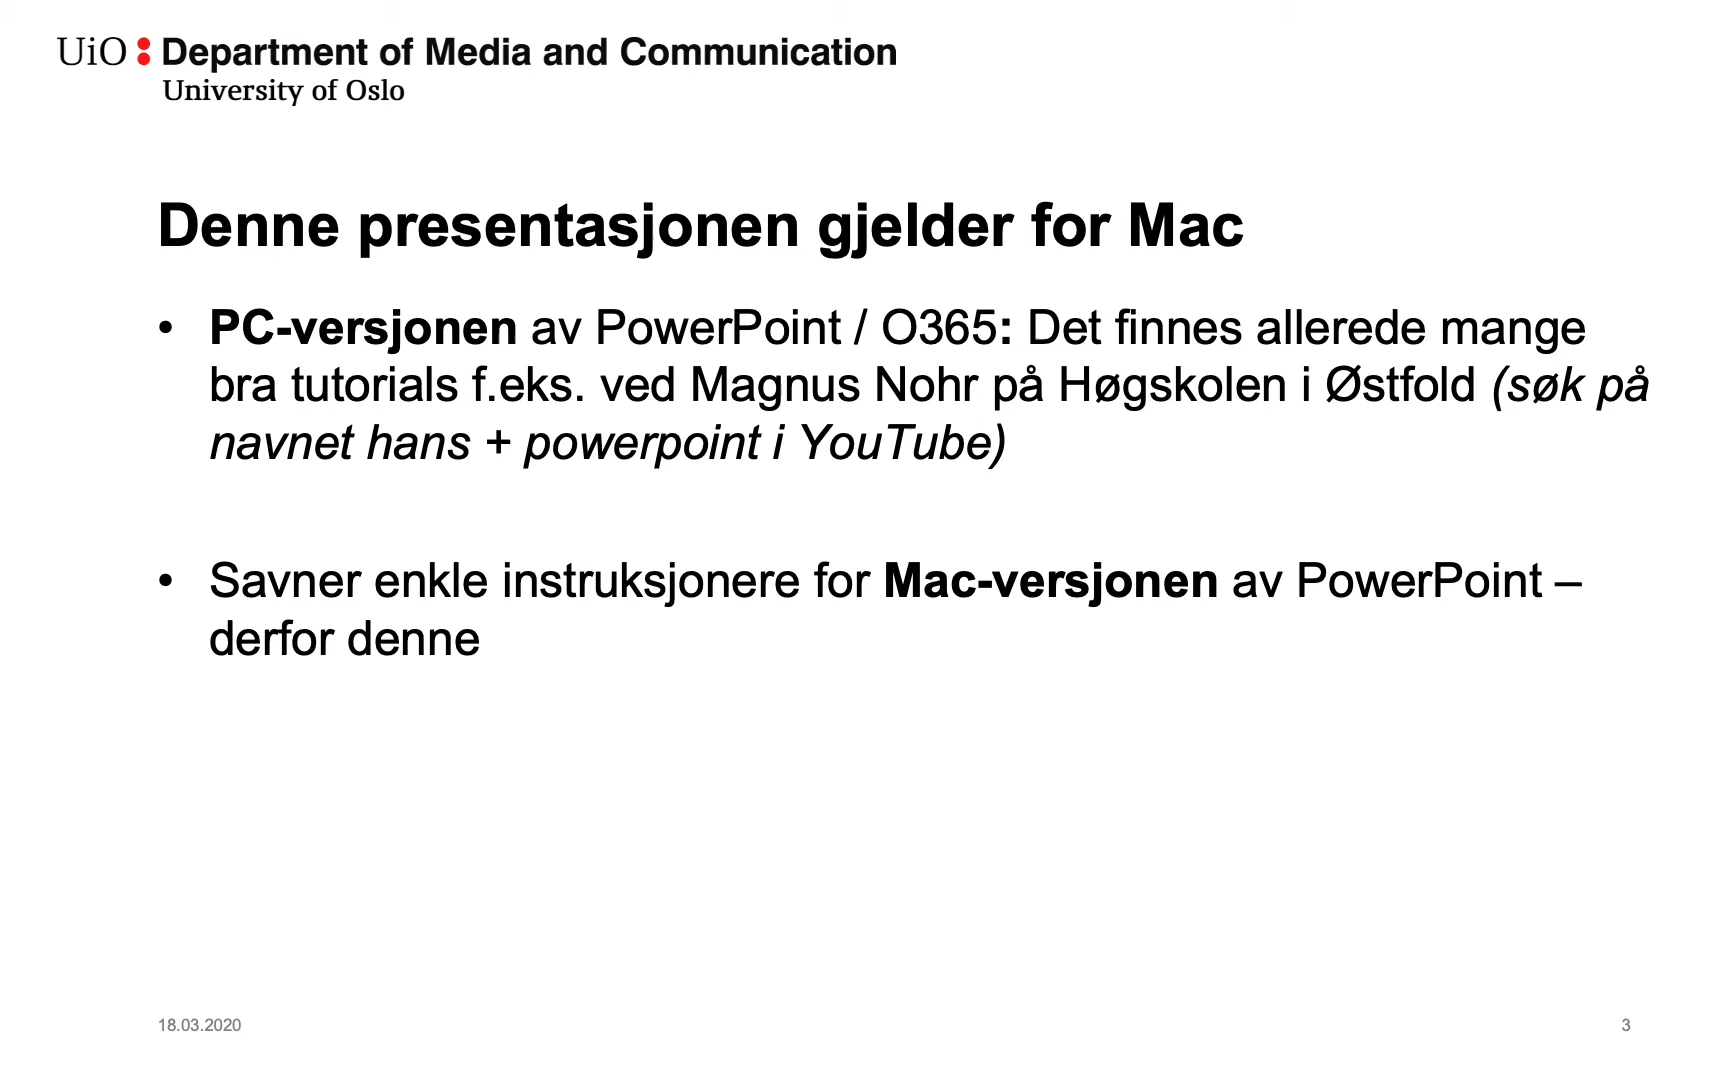 UiO : Department of Media and Communication
University of Oslo
Denne presentasjonen gjelder for Mac
• PC-versjonen av PowerPoint / O365: Det finnes allerede mange
bra tutorials f.eks. ved Magnus Nohr på Høgskolen i Østfold (søk på
navnet hans + powerpoint i YouTube)
• Savner enkle instruksjonere for Mac-versjonen av PowerPoint –
derfor denne
18.03.2020
3